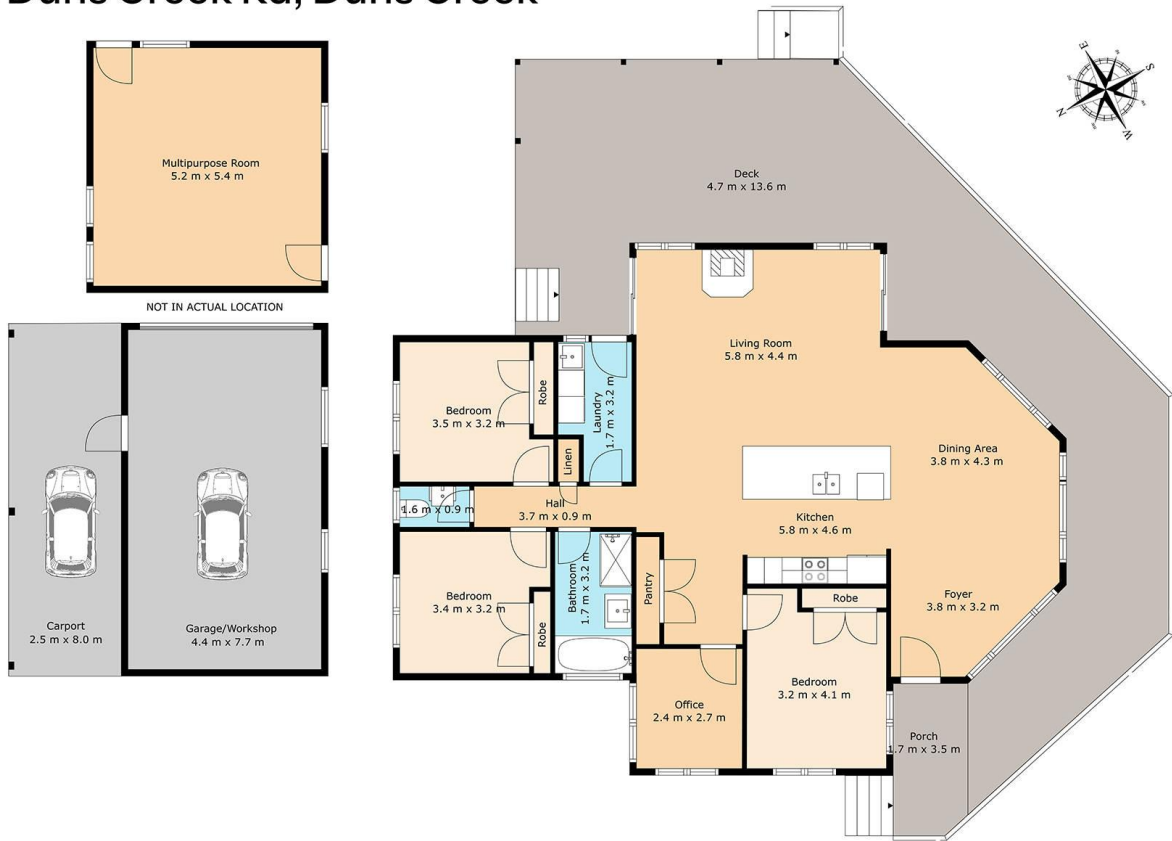 Multipurpose Room
5.2 m x 5.4 m
NOT IN ACTUAL LOCATION
Carport
2.5 m x 8.0 m
Garage/Workshop
4.4 m x 7.7 m
Deck
4.7 m x 13.6 m
E
S
N
W
Living Room
5.8 m x 4.4 m
Bedroom
3.5 m x 3.2 m
Robe
Laundry
1.7 m x 3.2 m
Linen
Dining Area
3.8 m x 4.3 m
1.6 m x 0.9 m
Hall
3.7 m x 0.9 m
Kitchen
5.8 m x 4.6 m
Bedroom
3.4 m x 3.2 m
Robe
Bathroom
1.7 m x 3.2 m
Pantry
Robe
Foyer
3.8 m x 3.2 m
Office
2.4 m x 2.7 m
Bedroom
3.2 m x 4.1 m
Porch
1.7 m x 3.5 m